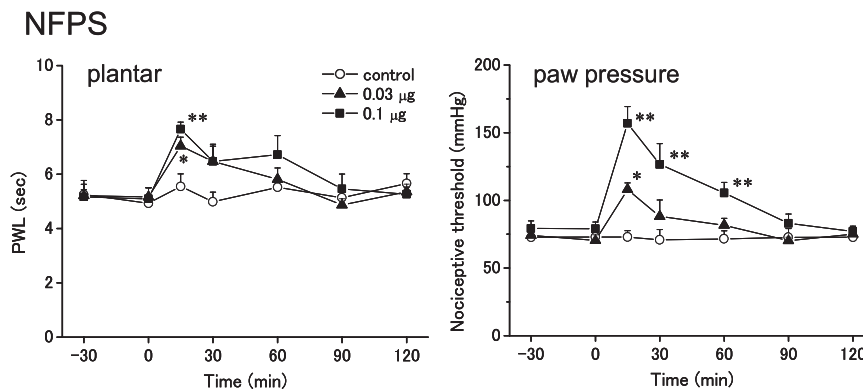 NFPS
plantar
control
0.03 μg
0.1 μg
PWL (sec)
10
8
6
4
2
0
**
*
-30 0 30 60 90 120
Time (min)
paw pressure
Nociceptive threshold (mmHg)
200
150
100
50
0
**
**
*
**
-30 0 30 60 90 120
Time (min)